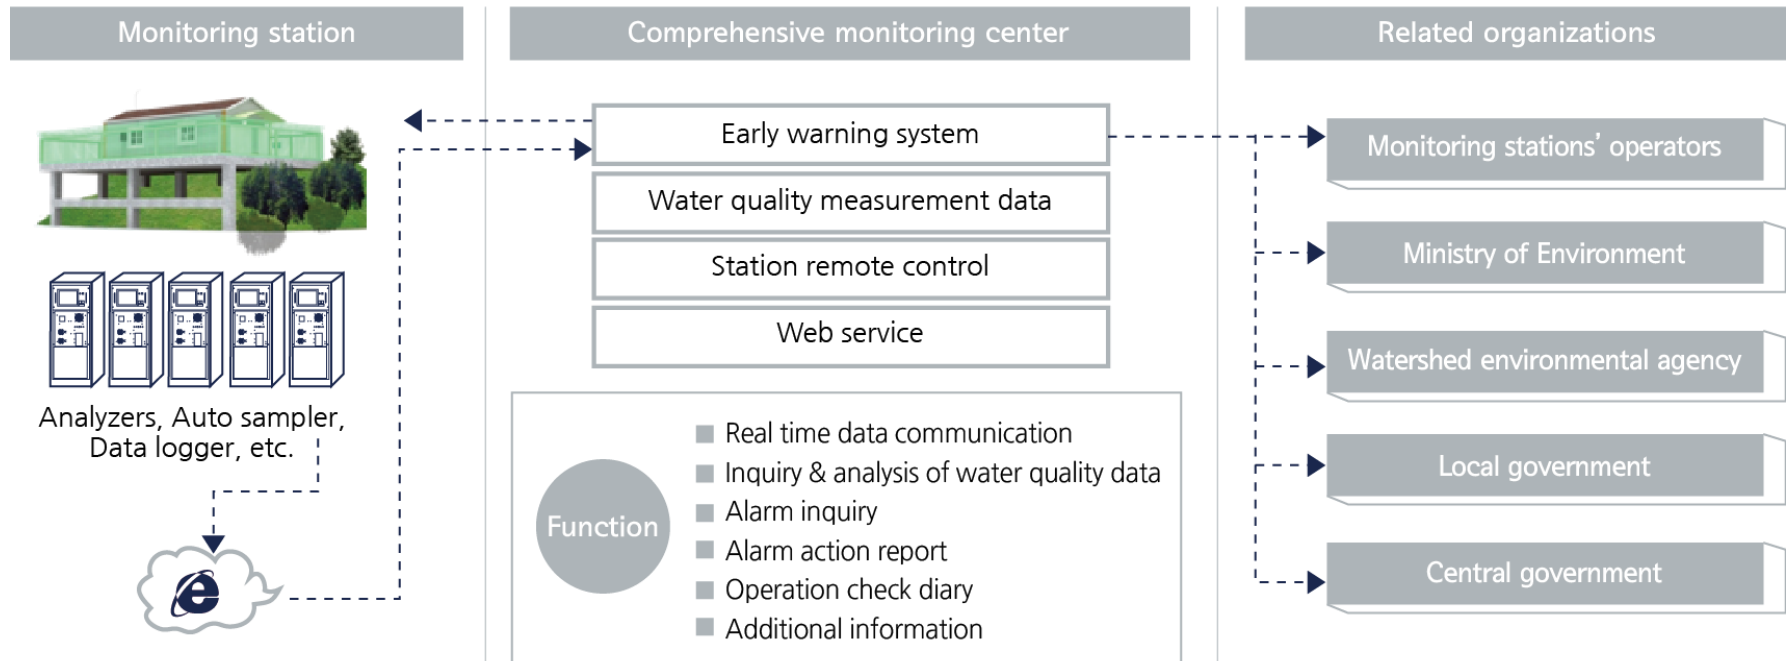 Monitoring station
Analyzers, Auto sampler,
Data logger, etc.
Comprehensive monitoring center
Early warning system
Water quality measurement data
Station remote control
Web service
Function
Real time data communication
Inquiry & analysis of water quality data
Alarm inquiry
Alarm action report
Operation check diary
Additional information
Related organizations
Monitoring stations’ operators
Ministry of Environment
Watershed environmental agency
Local government
Central government